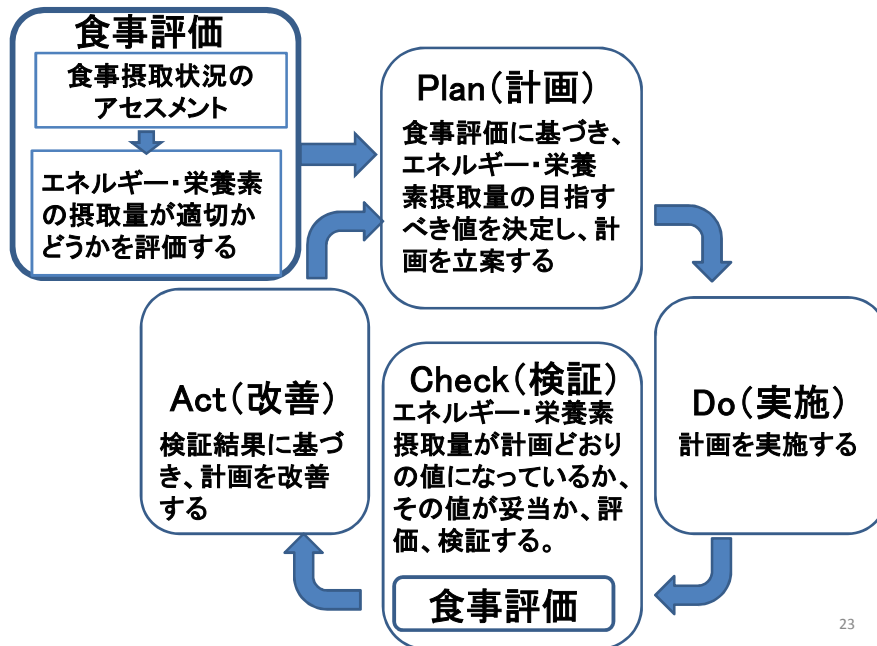 食事評価
食事摂取状況の
アセスメント
エネルギー・栄養素
の摂取量が適切か
どうかを評価する
Plan(計画)
食事評価に基づき、
エネルギー・栄養
素摂取量の目指す
べき値を決定し、計
画を立案する
Do(実施)
計画を実施する
Check(検証)
エネルギー・栄養素
摂取量が計画どおり
の値になっているか、
その値が妥当か、評
価、検証する。
食事評価
Act(改善)
検証結果に基づ
き、計画を改善
する
23